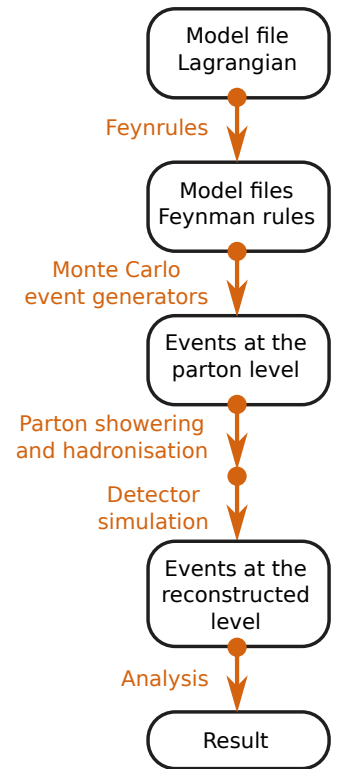 Model file
Lagrangian
Feynrules
Model files
Feynman rules
Monte Carlo
event generators
Events at the
parton level
Parton showering
and hadronisation
Detector
simulation
Events at the
reconstructed
level
Analysis
Result